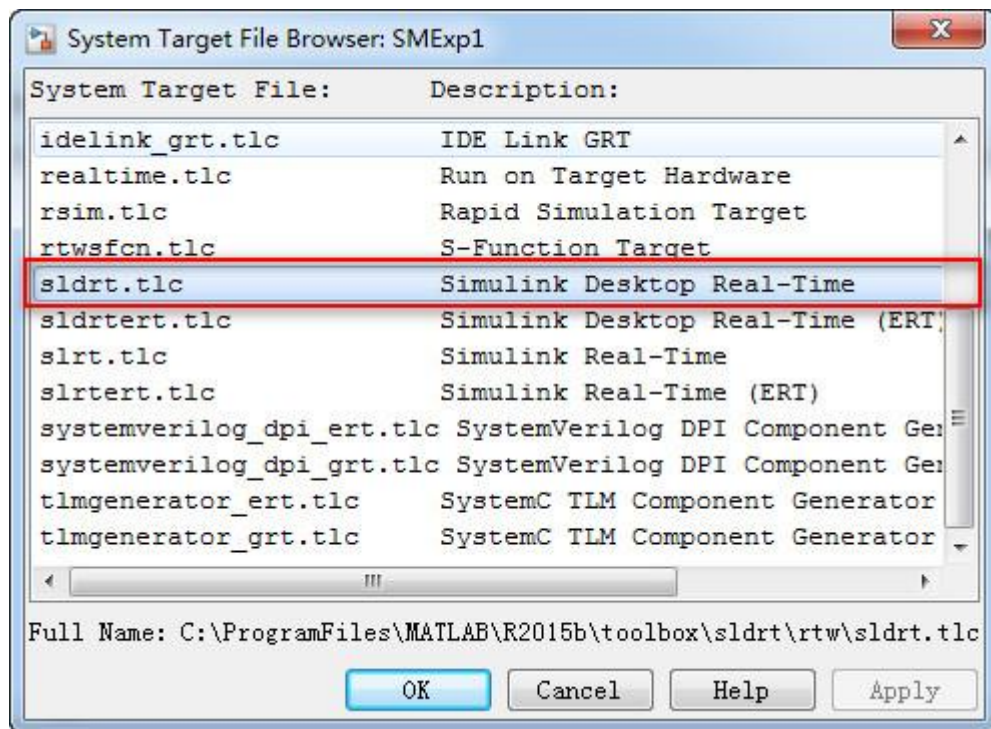 System Target File Browser: SMExp1
System Target File: Description:
idelink_grt.tlc IDE Link GRT
realtime.tlc Run on Target Hardware
rsim.tlc Rapid Simulation Target
rtwsfcn.tlc S-Function Target
sldrt.tlc Simulink Desktop Real-Time
sldrtert.tlc Simulink Desktop Real-Time (ERT)
slrt.tlc Simulink Real-Time
slrtert.tlc Simulink Real-Time (ERT)
systemverilog_dpi_ert.tlc SystemVerilog DPI Component Ge
systemverilog_dpi_grt.tlc SystemVerilog DPI Component Ge
tlmgenerator_ert.tlc SystemC TLM Component Generator
tlmgenerator_grt.tlc SystemC TLM Component Generator
Full Name: C:\ProgramFiles\MATLAB\R2015b\toolbox\sldrt\rtw\sldrt.tlc
OK Cancel Help Apply